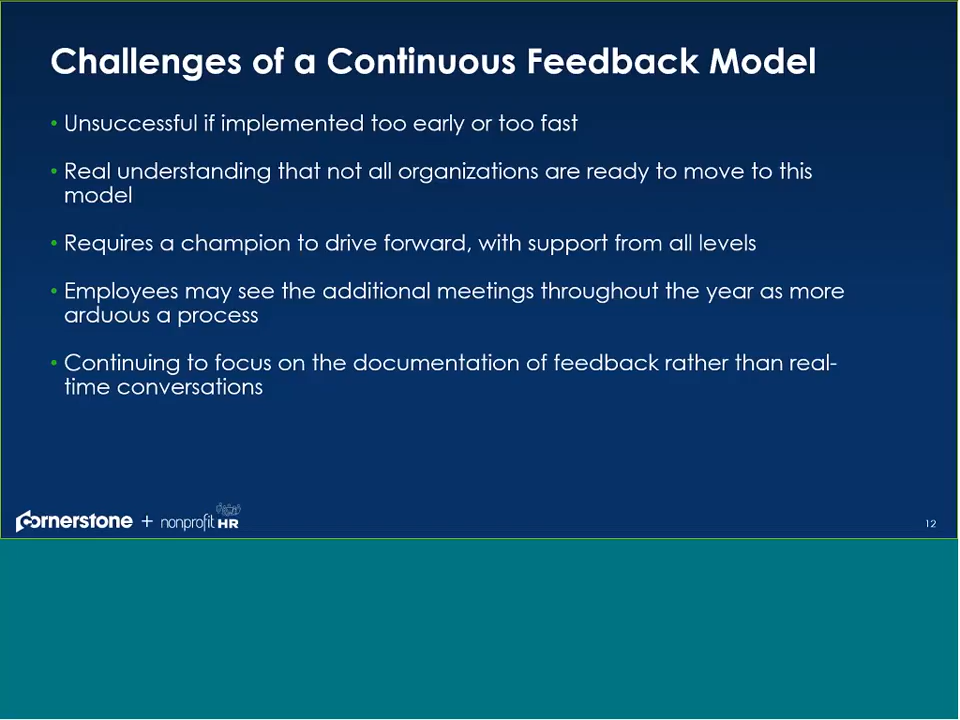 Challenges of a Continuous Feedback Model
• Unsuccessful if implemented too early or too fast
• Real understanding that not all organizations are ready to move to this
model
• Requires a champion to drive forward, with support from all levels
• Employees may see the additional meetings throughout the year as more
arduous a process
• Continuing to focus on the documentation of feedback rather than real-
time conversations
cornerstone + nonprofit HR
12